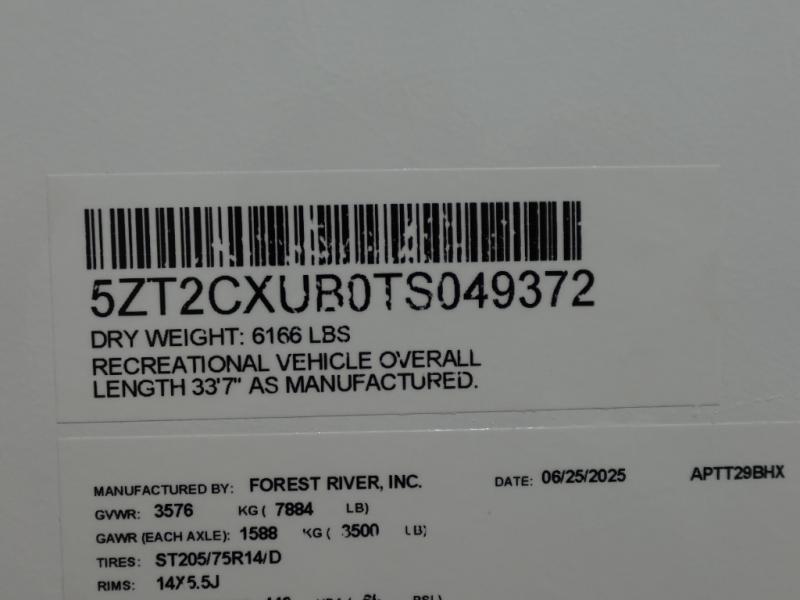 5ZT2CXUB0TS049372
DRY WEIGHT: 6166 LBS
RECREATIONAL VEHICLE OVERALL
LENGTH 33'7" AS MANUFACTURED.
MANUFACTURED BY: FOREST RIVER, INC. DATE: 06/25/2025 APTT29BHX
GVWR: 3576 KG ( 7884 LB)
GAWR (EACH AXLE): 1588 KG ( 3500 LB)
TIRES: ST205/75R14/D
RIMS: 14X5.5J